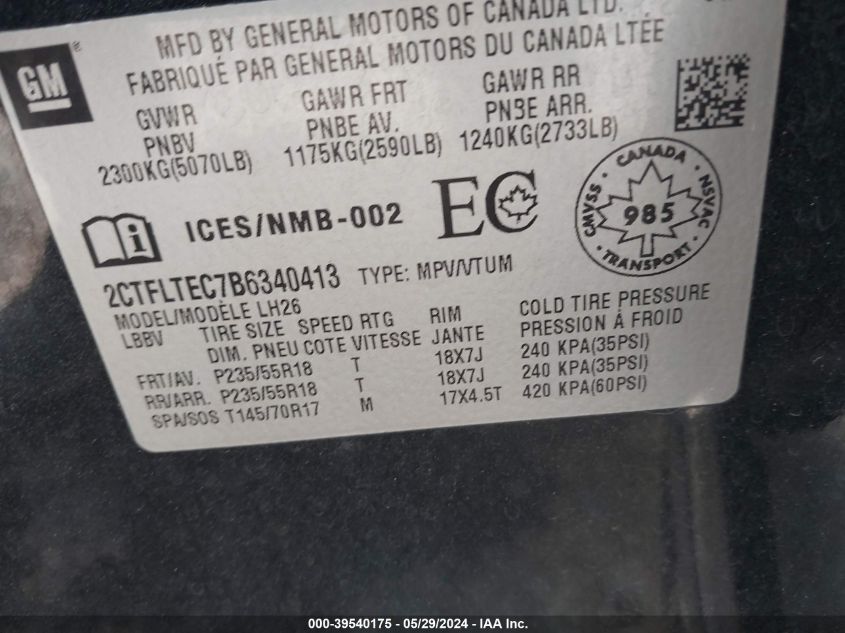 MFD BY GENERAL MOTORS OF CANADA LTD.
FABRIQUÉ PAR GENERAL MOTORS DU CANADA LTÉE
GM
GVWR GAWR FRT GAWR RR
PNBV PNBE AV. PN3E ARR.
2300KG(5070LB) 1175KG(2590LB) 1240KG(2733LB)
ICES/NMB-002 EC
CANADA
CMVSS 985 NSVAC
TRANSPORT
2CTFLTEC7B6340413 TYPE: MPV/VTUM
MODEL/MODÈLE LH26
LBBV TIRE SIZE SPEED RTG RIM COLD TIRE PRESSURE
DIM. PNEU COTE VITESSE JANTE PRESSION À FROID
FRT/AV. P235/55R18 T 18X7J 240 KPA(35PSI)
RR/ARR. P235/55R18 T 18X7J 240 KPA(35PSI)
SPA/SOS T145/70R17 M 17X4.5T 420 KPA(60PSI)
000-39540175 - 05/29/2024 - IAA Inc.